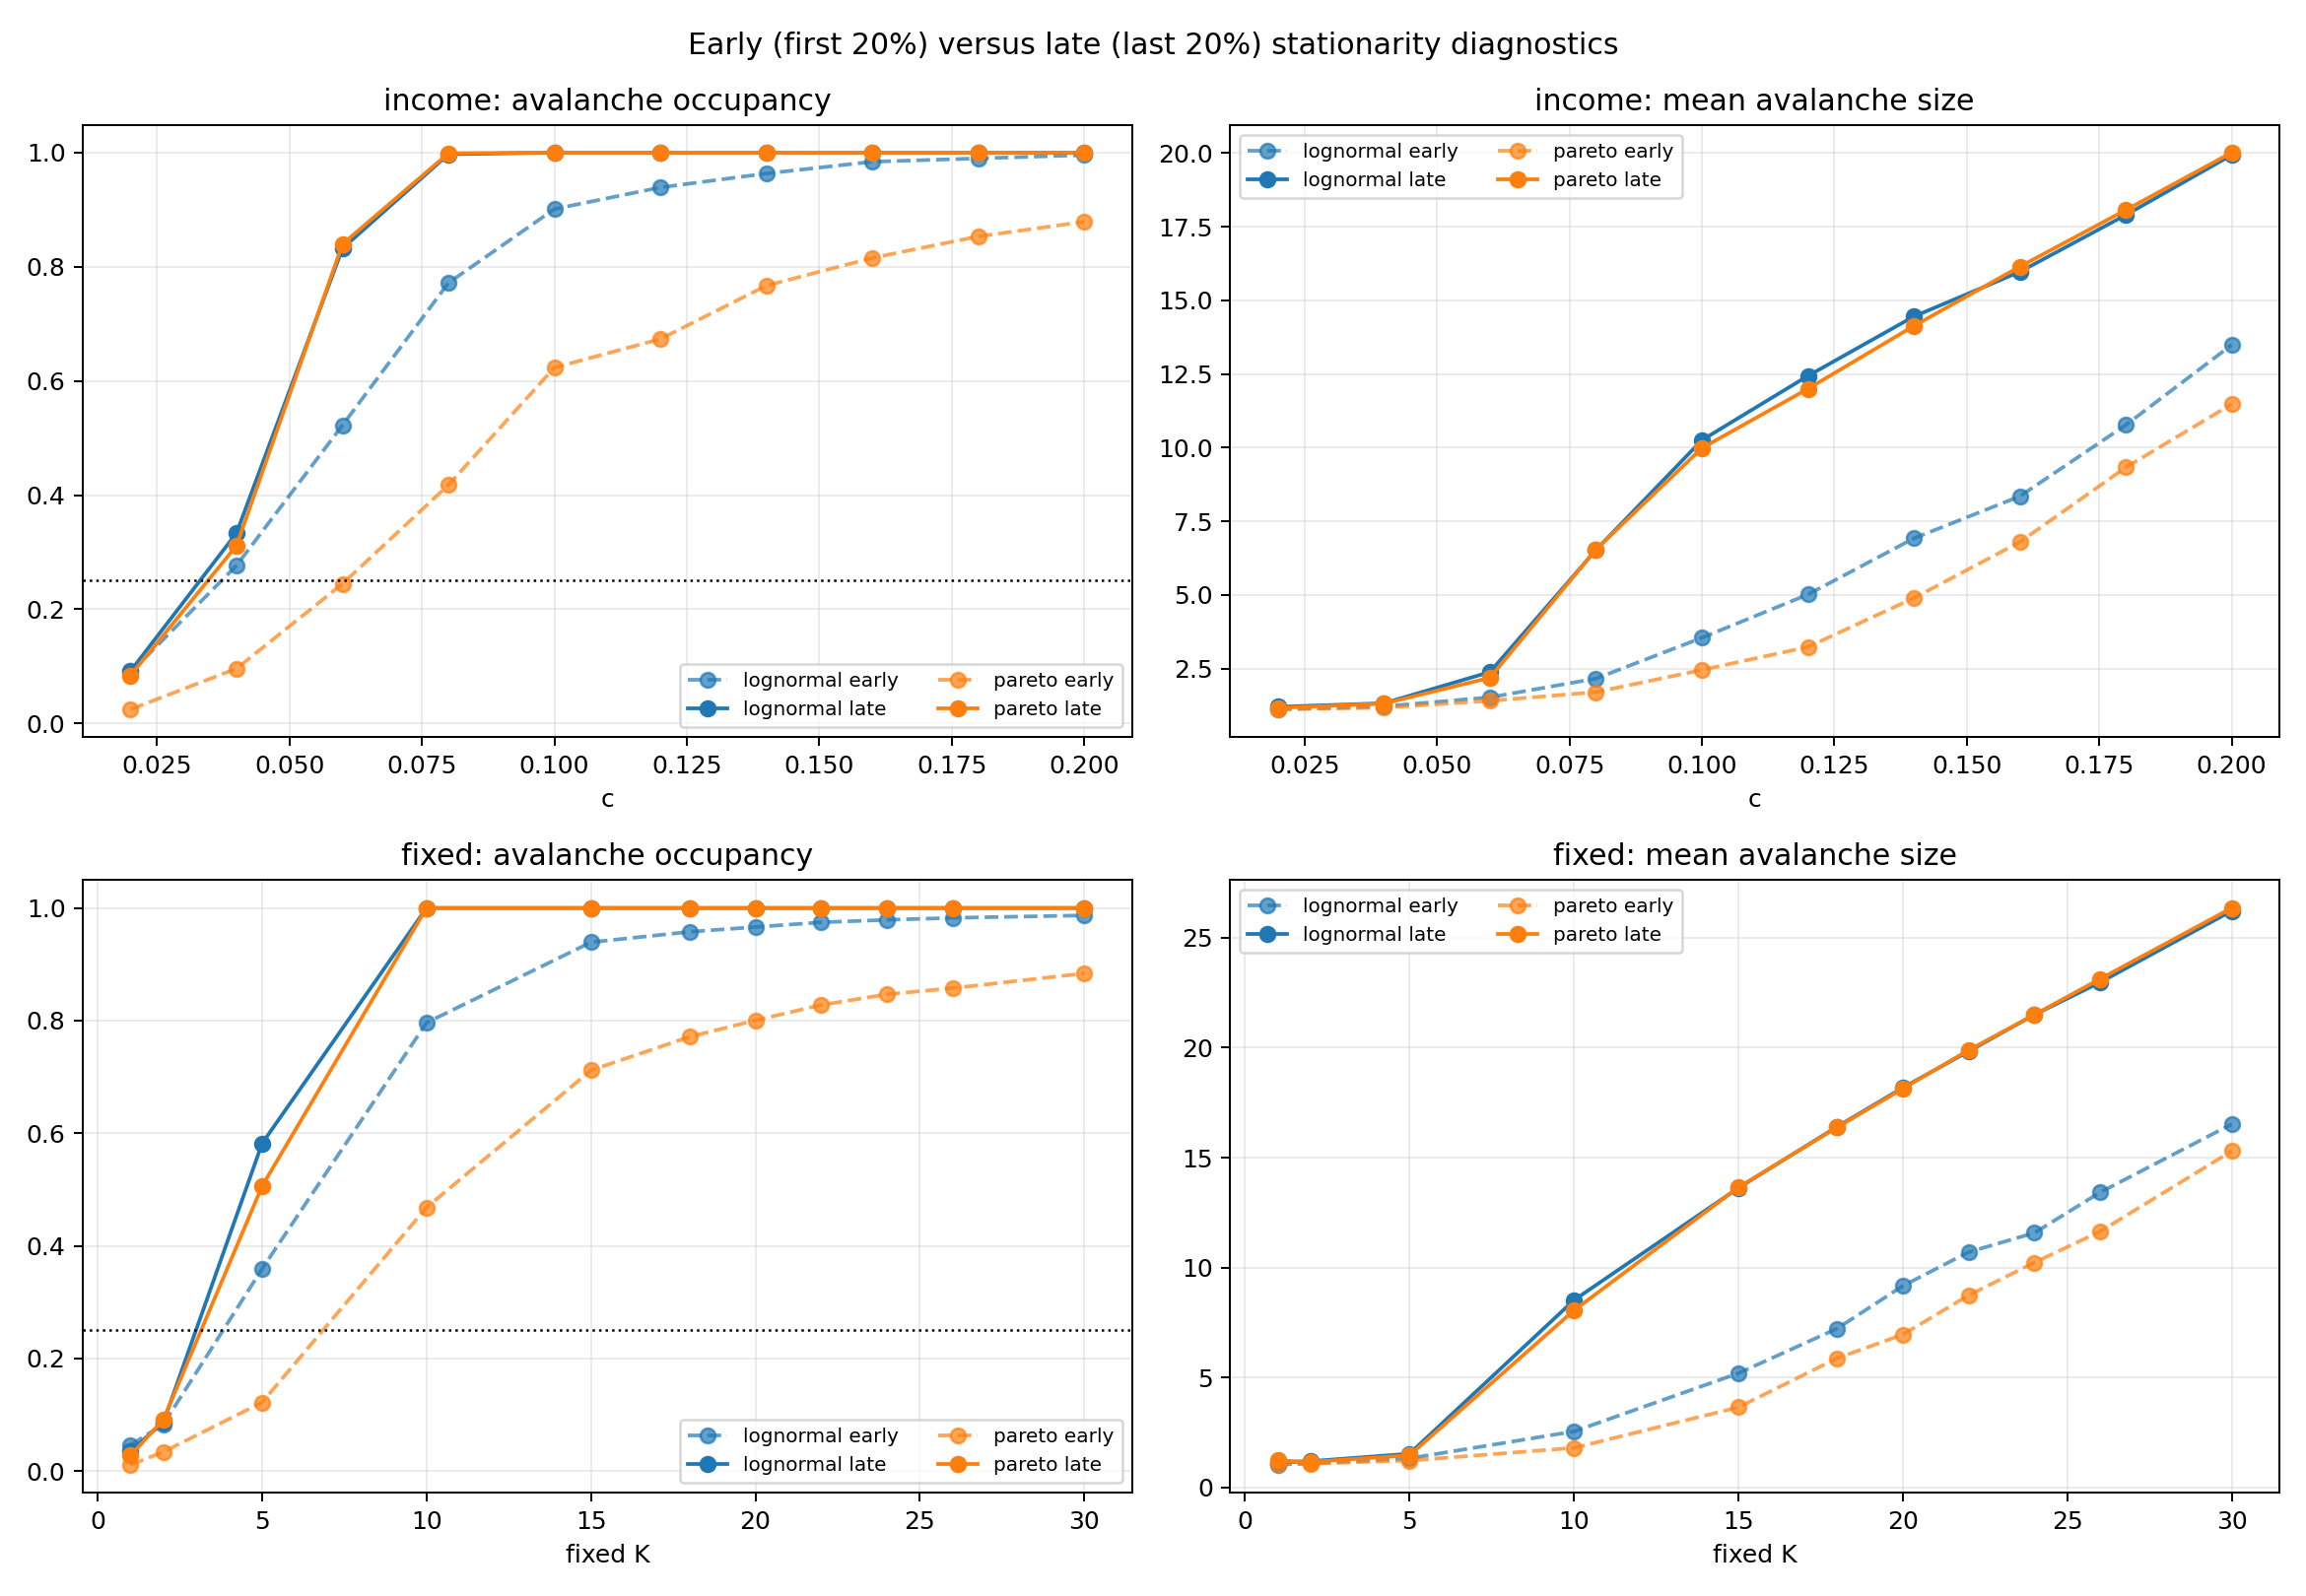 Early (first 20%) versus late (last 20%) stationarity diagnostics
income: avalanche occupancy
1.0
0.8
0.6
0.4
0.2
0.0
lognormal early
pareto early
lognormal late
pareto late
0.025 0.050 0.075 0.100 0.125 0.150 0.175 0.200
c
income: mean avalanche size
20.0
17.5
15.0
12.5
10.0
7.5
5.0
2.5
lognormal early
pareto early
lognormal late
pareto late
0.025 0.050 0.075 0.100 0.125 0.150 0.175 0.200
c
fixed: avalanche occupancy
1.0
0.8
0.6
0.4
0.2
0.0
lognormal early
pareto early
lognormal late
pareto late
0 5 10 15 20 25 30
fixed K
fixed: mean avalanche size
25
20
15
10
5
0
lognormal early
pareto early
lognormal late
pareto late
0 5 10 15 20 25 30
fixed K